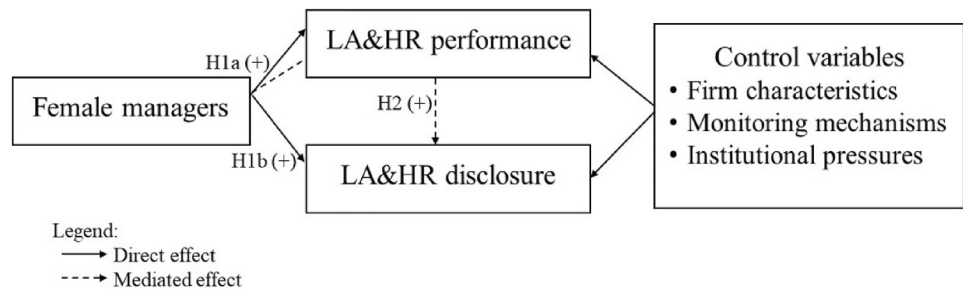 LA&HR performance
H1a (+)
Female managers
H2 (+)
H1b (+)
LA&HR disclosure
Control variables
• Firm characteristics
• Monitoring mechanisms
• Institutional pressures
Legend:
Direct effect
Mediated effect